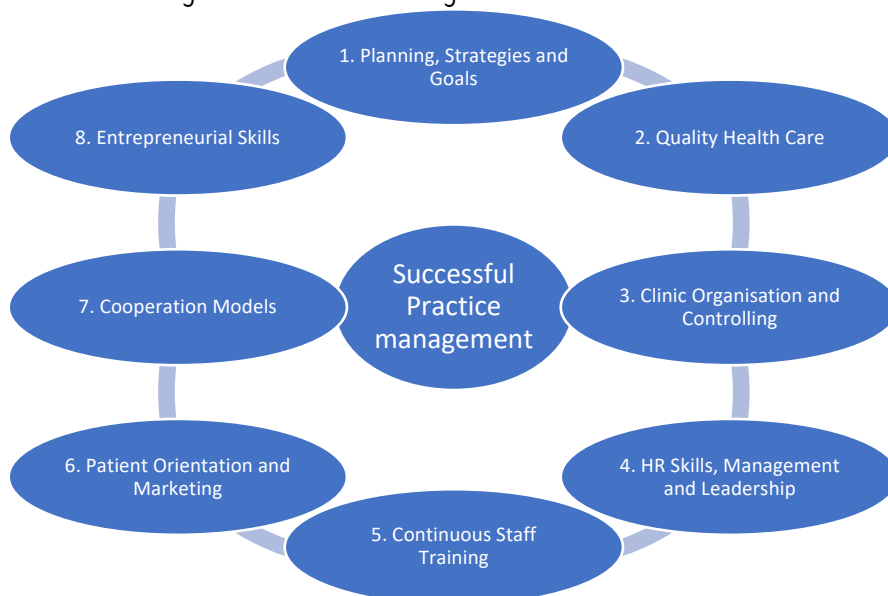 1. Planning, Strategies and
Goals
2. Quality Health Care
3. Clinic Organisation and
Controlling
4. HR Skills, Management
and Leadership
5. Continuous Staff
Training
6. Patient Orientation and
Marketing
7. Cooperation Models
8. Entrepreneurial Skills
Successful
Practice
management